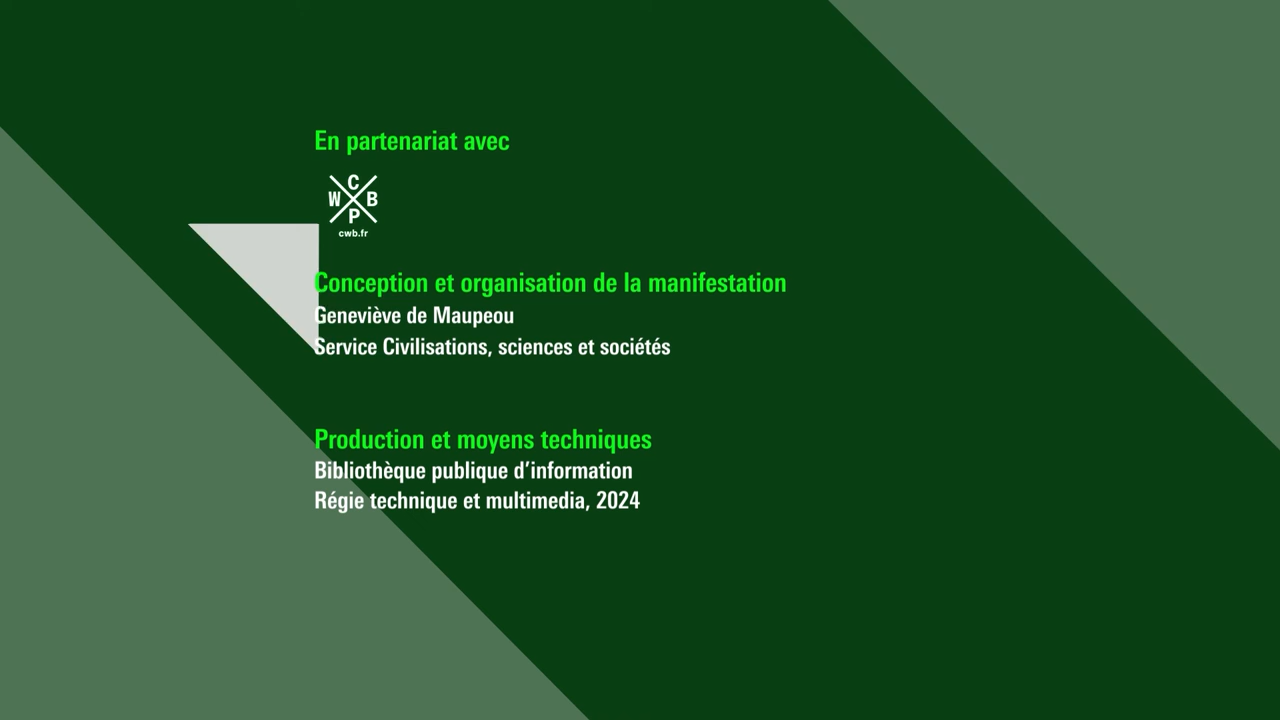 En partenariat avec
C
W B
P
cwb.fr
Conception et organisation de la manifestation
Geneviève de Maupeou
Service Civilisations, sciences et sociétés
Production et moyens techniques
Bibliothèque publique d’information
Régie technique et multimedia, 2024